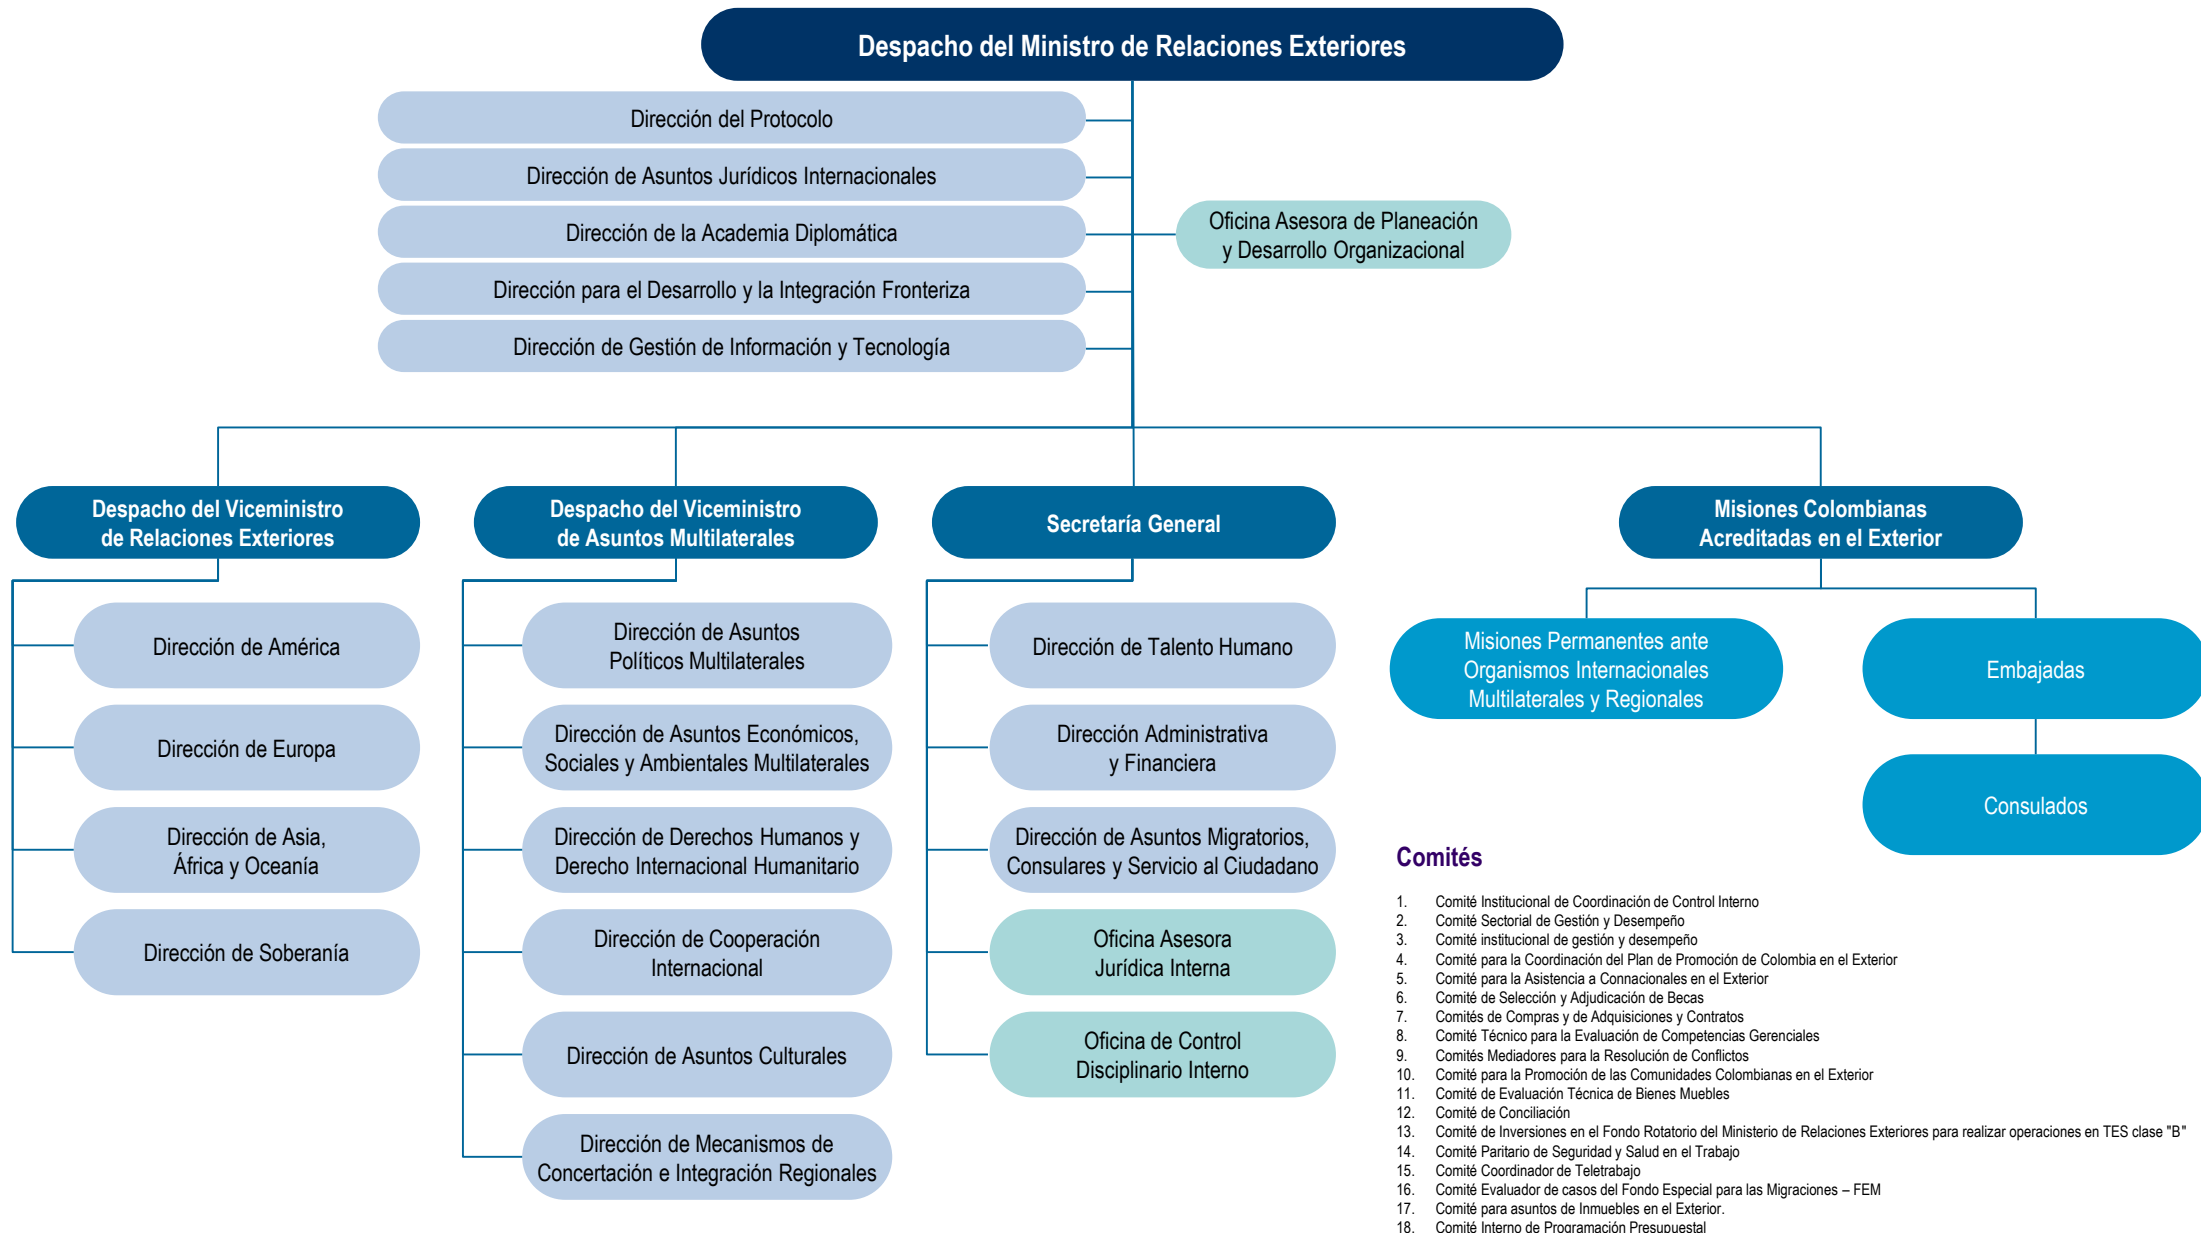 Despacho del Ministro de Relaciones Exteriores
Dirección del Protocolo
Dirección de Asuntos Jurídicos Internacionales
Dirección de la Academia Diplomática
Dirección para el Desarrollo y la Integración Fronteriza
Dirección de Gestión de Información y Tecnología
Oficina Asesora de Planeación
y Desarrollo Organizacional
Despacho del Viceministro
de Relaciones Exteriores
Dirección de América
Dirección de Europa
Dirección de Asia,
África y Oceanía
Dirección de Soberanía
Despacho del Viceministro
de Asuntos Multilaterales
Dirección de Asuntos
Políticos Multilaterales
Dirección de Asuntos Económicos,
Sociales y Ambientales Multilaterales
Dirección de Derechos Humanos y
Derecho Internacional Humanitario
Dirección de Cooperación
Internacional
Dirección de Asuntos Culturales
Dirección de Mecanismos de
Concertación e Integración Regionales
Secretaría General
Dirección de Talento Humano
Dirección Administrativa
y Financiera
Dirección de Asuntos Migratorios,
Consulares y Servicio al Ciudadano
Oficina Asesora
Jurídica Interna
Oficina de Control
Disciplinario Interno
Misiones Colombianas
Acreditadas en el Exterior
Misiones Permanentes ante
Organismos Internacionales
Multilaterales y Regionales
Embajadas
Consulados
Comités
1. Comité Institucional de Coordinación de Control Interno
2. Comité Sectorial de Gestión y Desempeño
3. Comité institucional de gestión y desempeño
4. Comité para la Coordinación del Plan de Promoción de Colombia en el Exterior
5. Comité para la Asistencia a Connacionales en el Exterior
6. Comité de Selección y Adjudicación de Becas
7. Comités de Compras y de Adquisiciones y Contratos
8. Comité Técnico para la Evaluación de Competencias Gerenciales
9. Comités Mediadores para la Resolución de Conflictos
10. Comité para la Promoción de las Comunidades Colombianas en el Exterior
11. Comité de Evaluación Técnica de Bienes Muebles
12. Comité de Conciliación
13. Comité de Inversiones en el Fondo Rotatorio del Ministerio de Relaciones Exteriores para realizar operaciones en TES clase "B"
14. Comité Paritario de Seguridad y Salud en el Trabajo
15. Comité Coordinador de Teletrabajo
16. Comité Evaluador de casos del Fondo Especial para las Migraciones – FEM
17. Comité para asuntos de Inmuebles en el Exterior.
18. Comité Interno de Programación Presupuestal